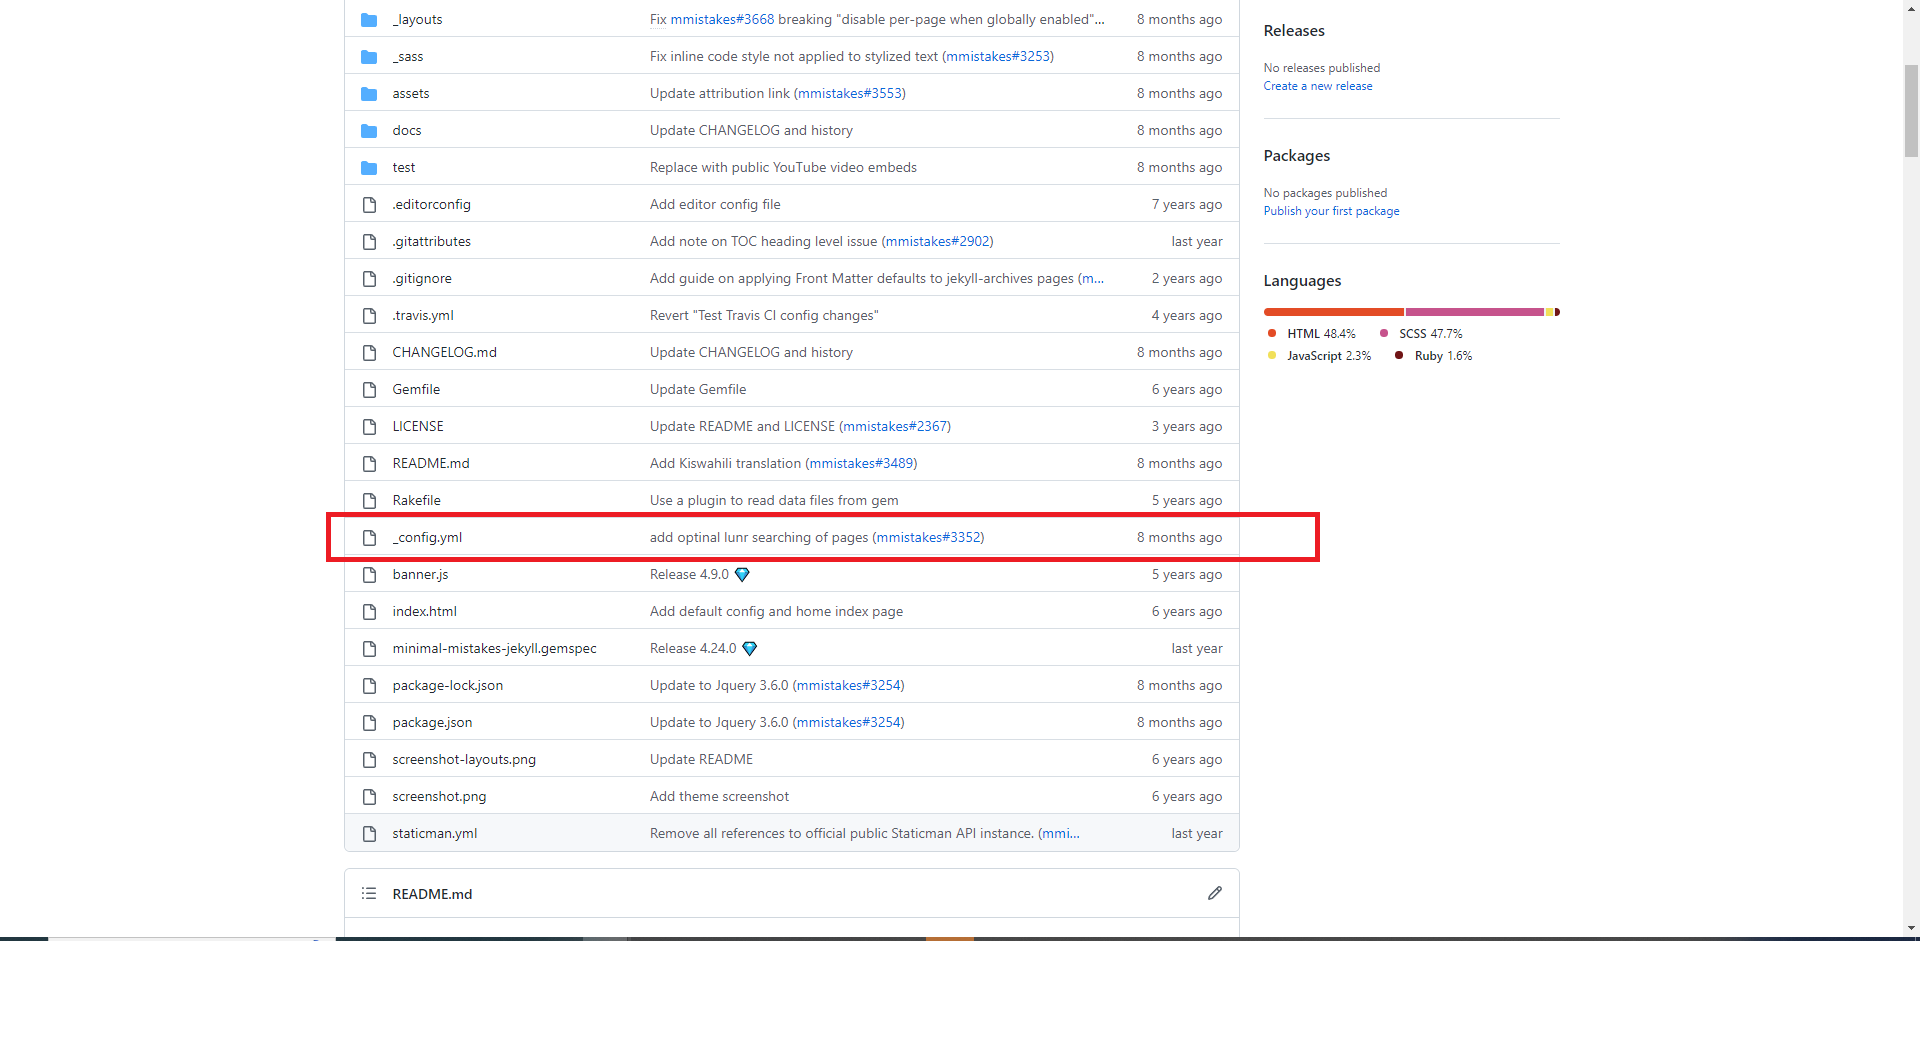 _layouts Fix mmistakes#3668 breaking "disable per-page when globally enabled"... 8 months ago
_sass Fix inline code style not applied to stylized text (mmistakes#3253) 8 months ago
assets Update attribution link (mmistakes#3553) 8 months ago
docs Update CHANGELOG and history 8 months ago
test Replace with public YouTube video embeds 8 months ago
.editorconfig Add editor config file 7 years ago
.gitattributes Add note on TOC heading level issue (mmistakes#2902) last year
.gitignore Add guide on applying Front Matter defaults to jekyll-archives pages (m... 2 years ago
.travis.yml Revert "Test Travis CI config changes" 4 years ago
CHANGELOG.md Update CHANGELOG and history 8 months ago
Gemfile Update Gemfile 6 years ago
LICENSE Update README and LICENSE (mmistakes#2367) 3 years ago
README.md Add Kiswahili translation (mmistakes#3489) 8 months ago
Rakefile Use a plugin to read data files from gem 5 years ago
_config.yml add optinal lunr searching of pages (mmistakes#3352) 8 months ago
banner.js Release 4.9.0 💎 5 years ago
index.html Add default config and home index page 6 years ago
minimal-mistakes-jekyll.gemspec Release 4.24.0 💎 last year
package-lock.json Update to Jquery 3.6.0 (mmistakes#3254) 8 months ago
package.json Update to Jquery 3.6.0 (mmistakes#3254) 8 months ago
screenshot-layouts.png Update README 6 years ago
screenshot.png Add theme screenshot 6 years ago
staticman.yml Remove all references to official public Staticman API instance. (mmi... last year
README.md
Releases
No releases published
Create a new release
Packages
No packages published
Publish your first package
Languages
HTML 48.4% SCSS 47.7%
JavaScript 2.3% Ruby 1.6%